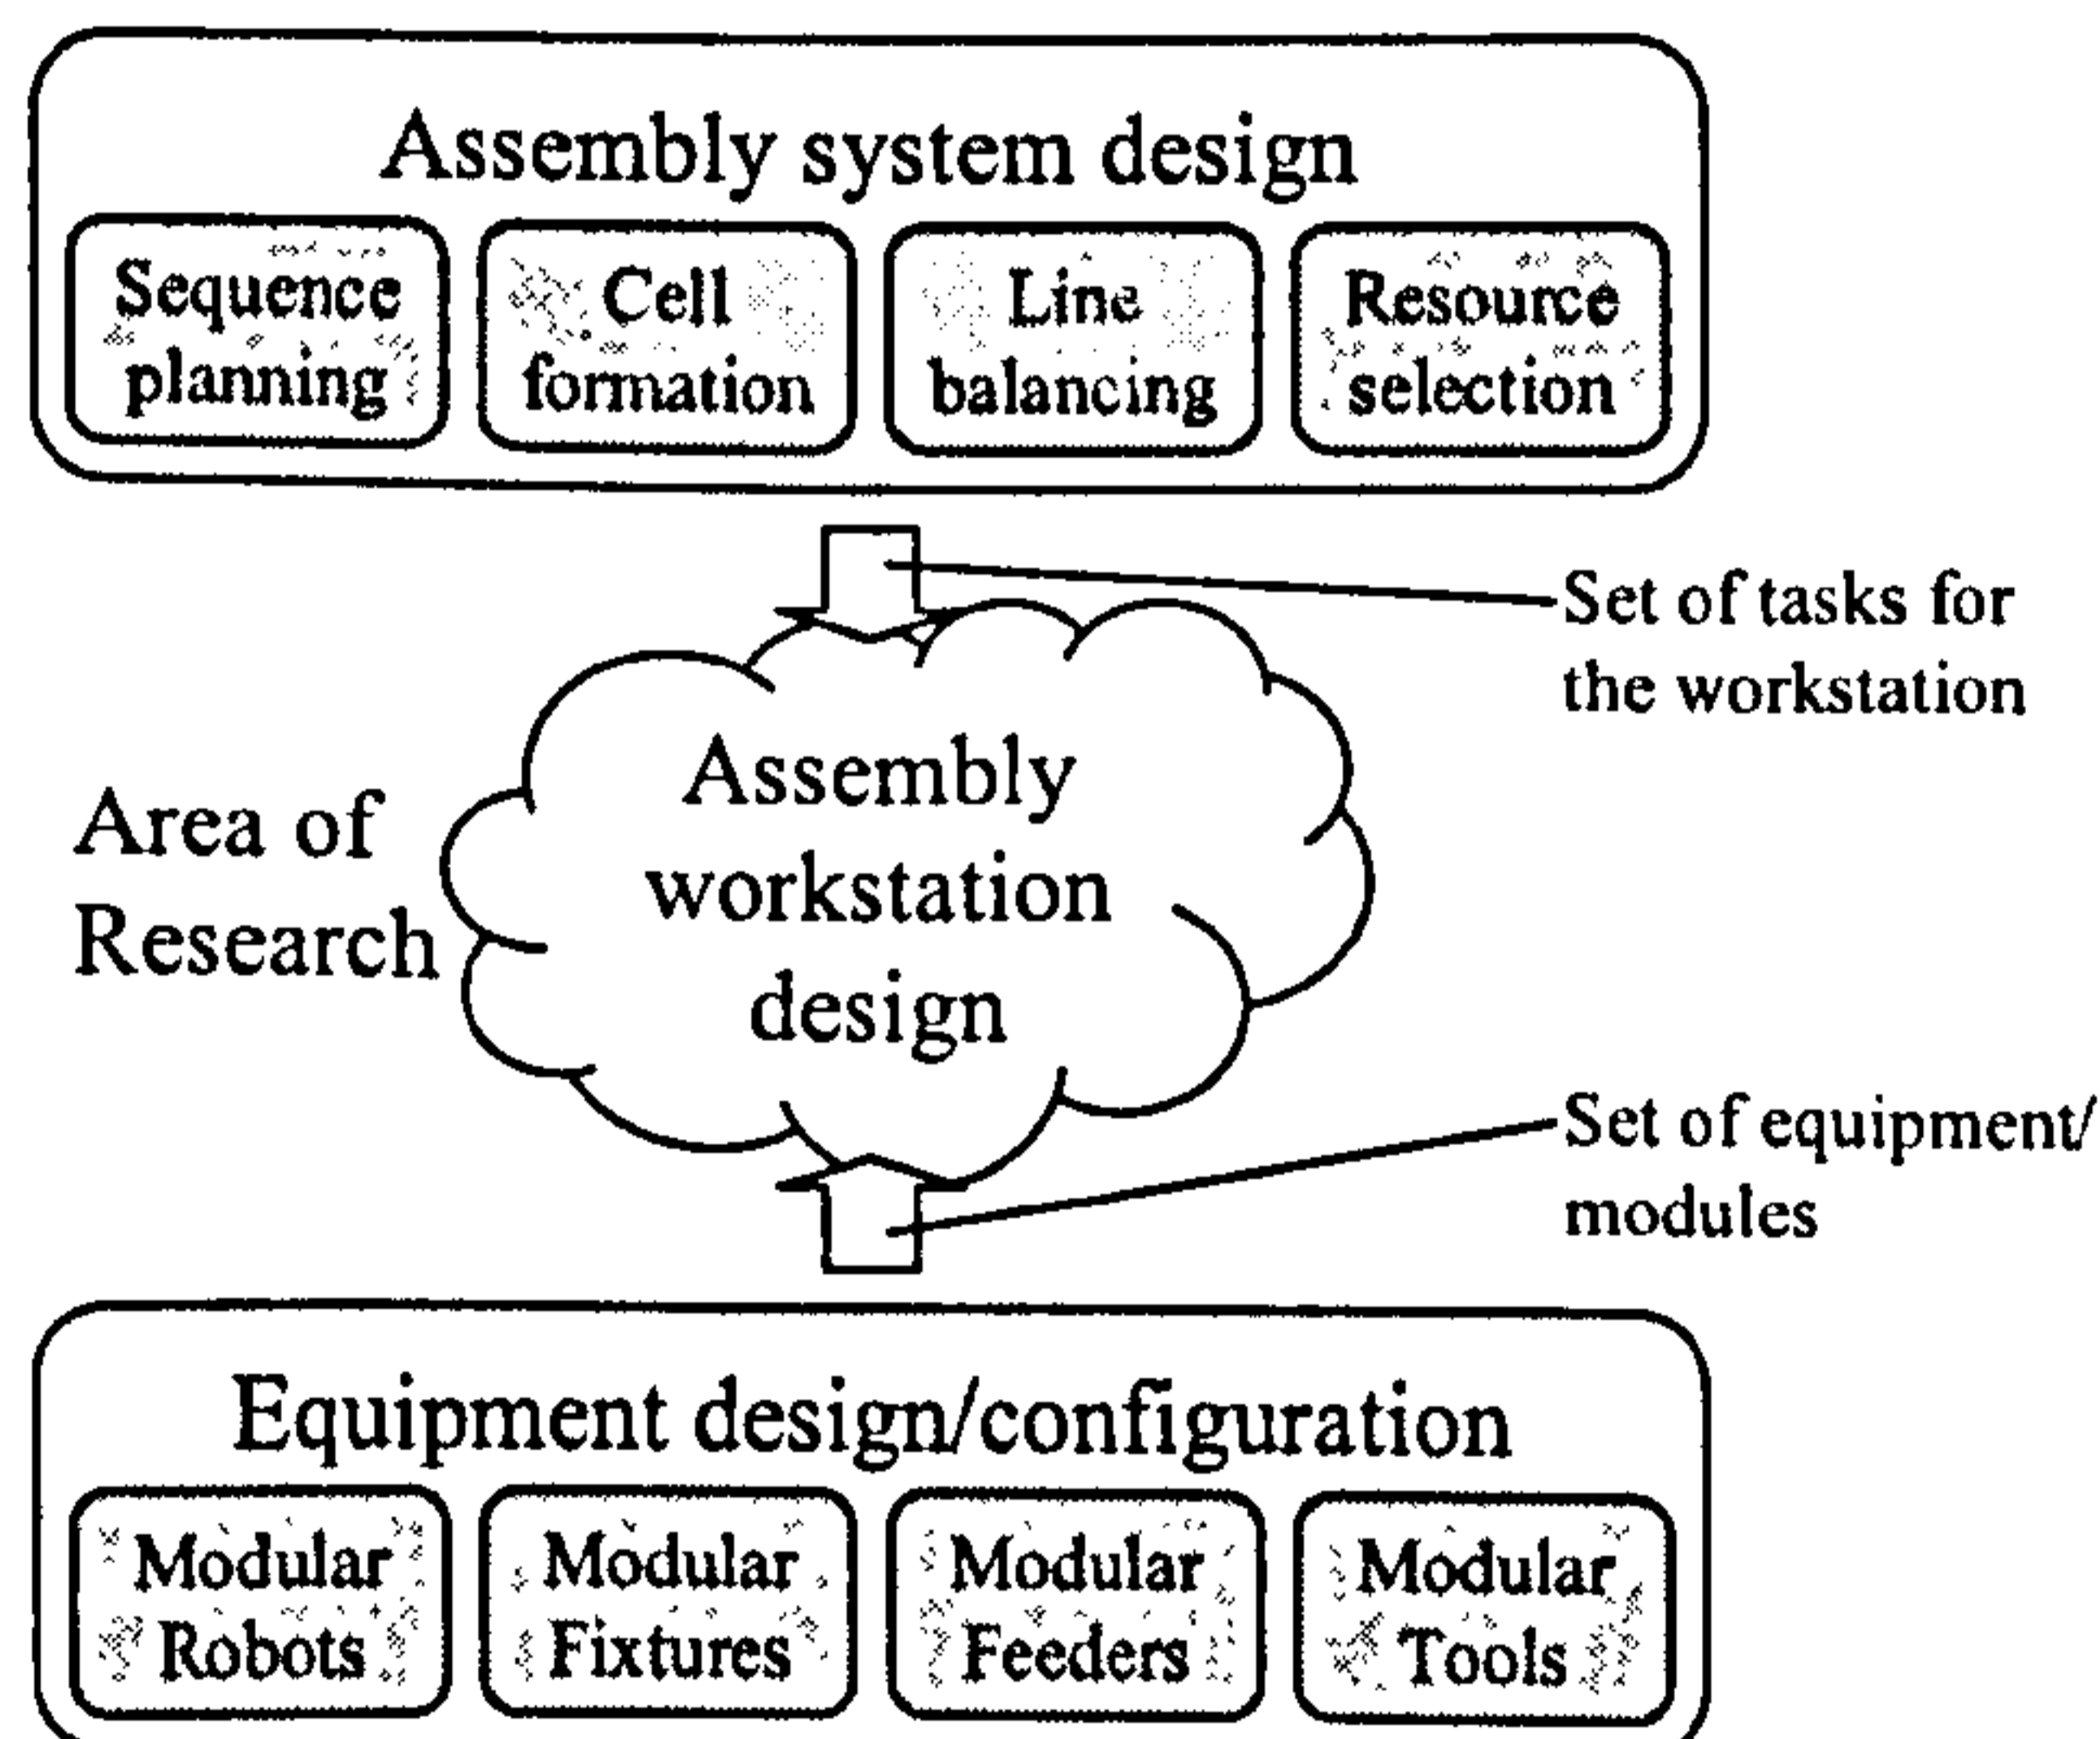 Assembly system design
Sequence
planning
Cell
formation
Line
balancing
Resource
selection
Set of tasks for
the workstation
Area of
Research
Assembly
workstation
design
Set of equipment/
modules
Equipment design/configuration
Modular
Robots
Modular
Fixtures
Modular
Feeders
Modular
Tools